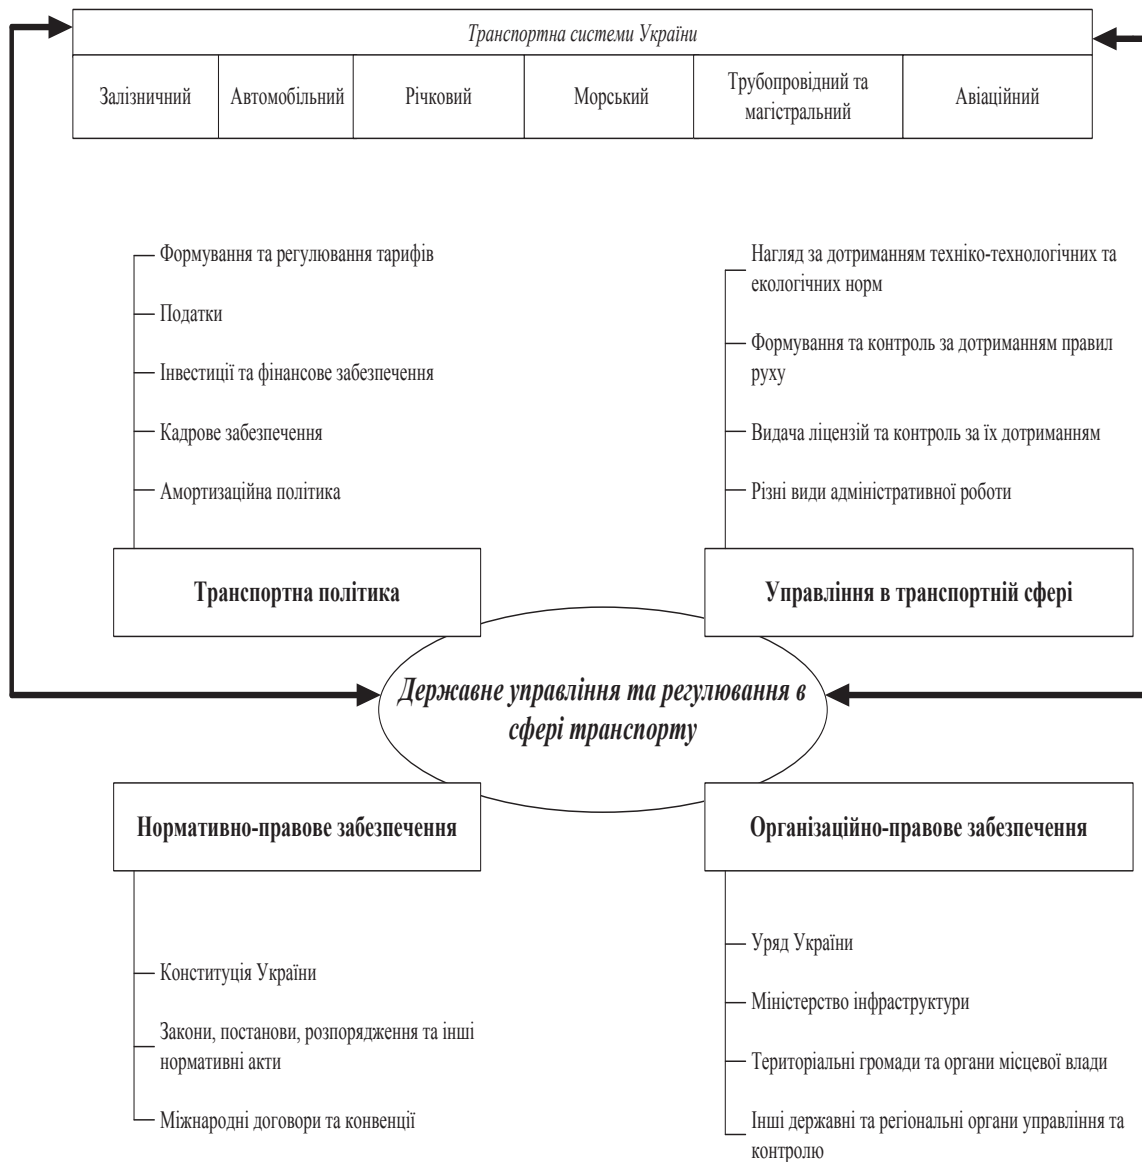 Транспортна системи України
Залізничний
Автомобільний
Річковий
Морський
Трубопровідний та
магістральний
Авіаційний
Формування та регулювання тарифів
Податки
Інвестиції та фінансове забезпечення
Кадрове забезпечення
Амортизаційна політика
Транспортна політика
Нагляд за дотриманням техніко-технологічних та
екологічних норм
Формування та контроль за дотриманням правил
руху
Видача ліцензій та контроль за їх дотриманням
Різні види адміністративної роботи
Управління в транспортній сфері
Державне управління та регулювання в
сфері транспорту
Нормативно-правове забезпечення
Конституція України
Закони, постанови, розпорядження та інші
нормативні акти
Міжнародні договори та конвенції
Організаційно-правове забезпечення
Уряд України
Міністерство інфраструктури
Територіальні громади та органи місцевої влади
Інші державні та регіональні органи управління та
контролю